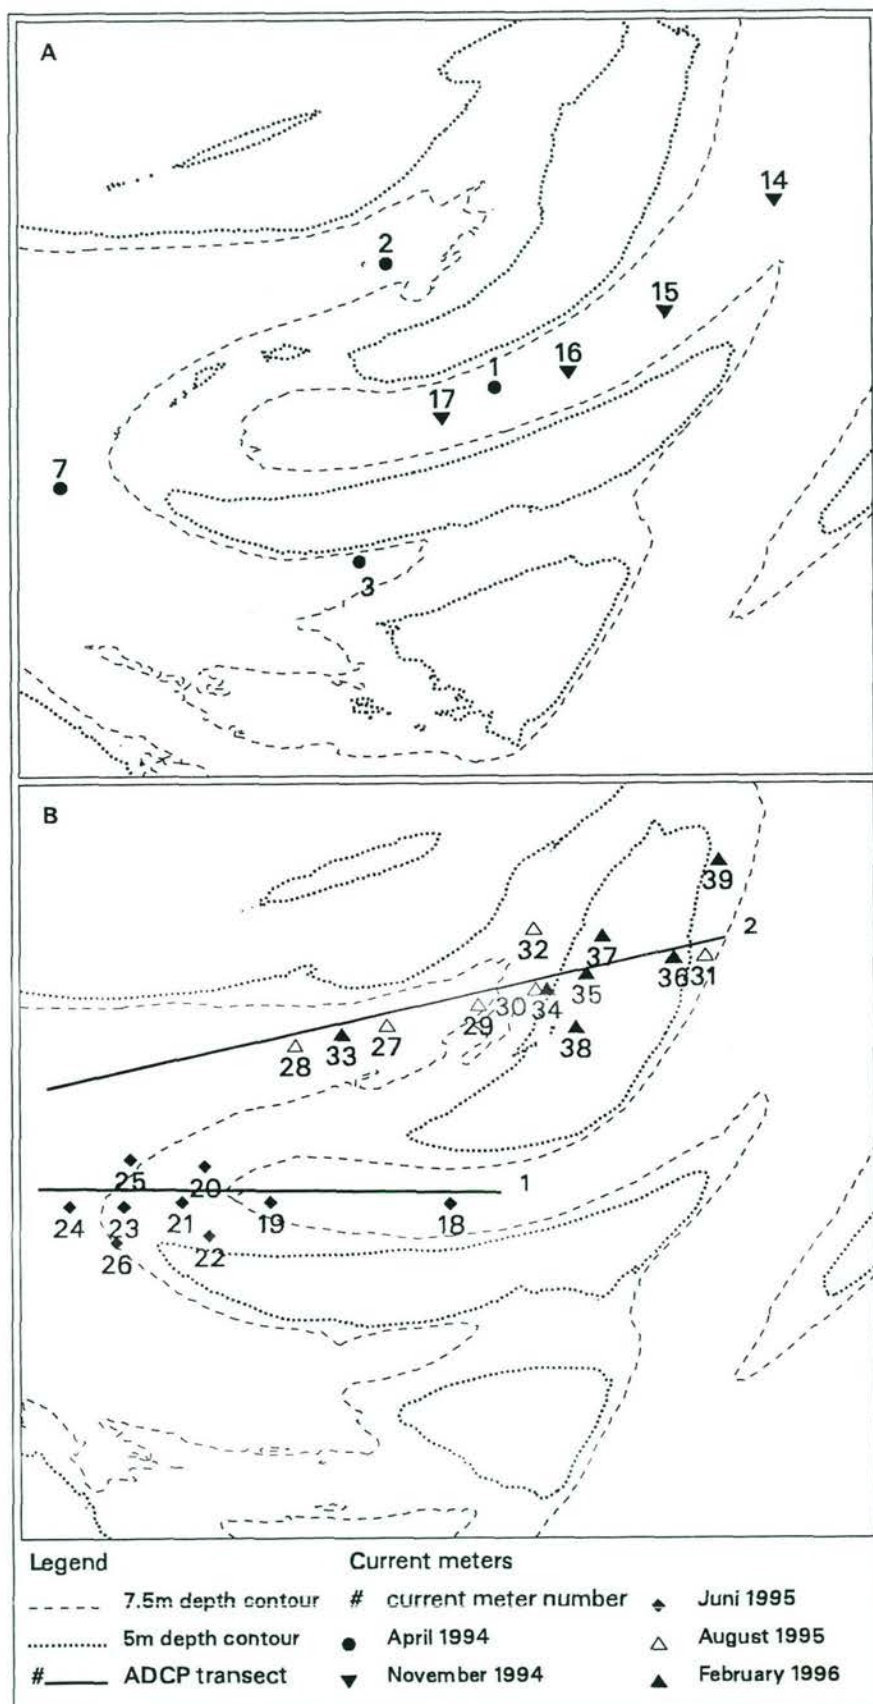 A
14
2
15
16
1
17
7
3
B
39
2
32
37
36
31
35
30
34
29
27
38
33
28
25
20
1
24
23
21
19
18
26
22
Legend
Current meters
7.5m depth contour
# current meter number
Juni 1995
5m depth contour
April 1994
August 1995
# ADCP transect
November 1994
February 1996